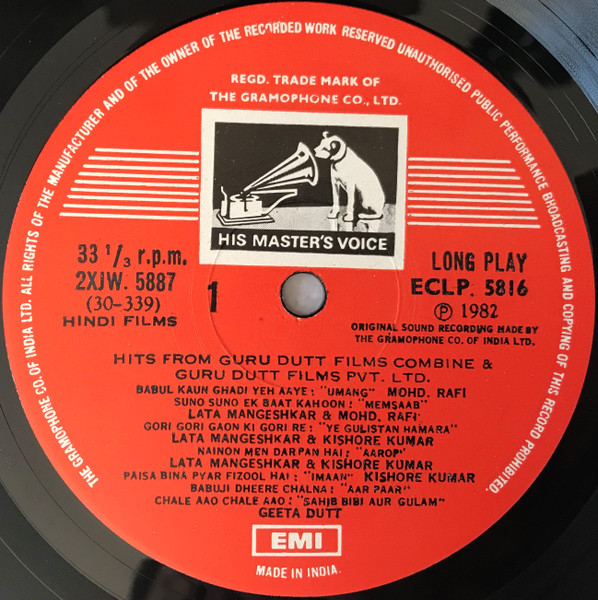 THE GRAMOPHONE CO. OF INDIA LTD. ALL RIGHTS OF THE MANUFACTURER AND OF THE OWNER OF THE RECORDED WORK RESERVED UNAUTHORISED PUBLIC PERFORMANCE BROADCASTING AND COPYING OF THIS RECORD PROHIBITED.
REGD. TRADE MARK OF
THE GRAMOPHONE CO., LTD.
HIS MASTER'S VOICE
33 1/3 r.p.m.
2XJW. 5887
(30-339)
HINDI FILMS
1
LONG PLAY
ECLP. 5816
℗ 1982
ORIGINAL SOUND RECORDING MADE BY
THE GRAMOPHONE CO. OF INDIA LTD.
HITS FROM GURU DUTT FILMS COMBINE &
GURU DUTT FILMS PVT. LTD.
BABUL KAUN GHADI YEH AAYE: "UMANG" MOHD. RAFI
SUNO SUNO EK BAAT KAHOON: "MEMSAAB"
LATA MANGESHKAR & MOHD. RAFI
GORI GORI GAON KI GORI RE: "YE GULISTAN HAMARA"
LATA MANGESHKAR & KISHORE KUMAR
NAINON MEN DARPAN HAI: "AAROP"
LATA MANGESHKAR & KISHORE KUMAR
PAISA BINA PYAR FIZOOL HAI: "IMAAN" KISHORE KUMAR
BABUJI DHEERE CHALNA: "AAR PAAR"
CHALE AAO CHALE AAO: "SAHIB BIBI AUR GULAM"
GEETA DUTT
EMI
MADE IN INDIA.